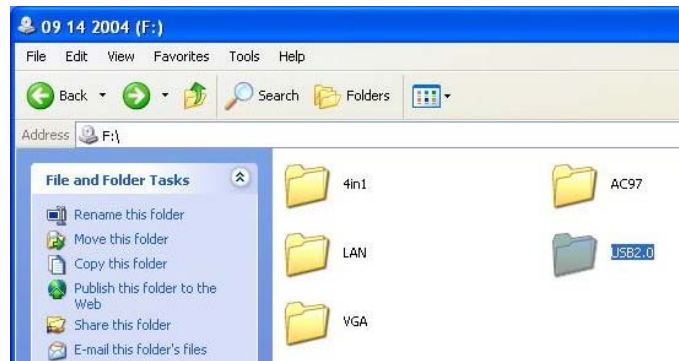 09 14 2004 (F:)
File Edit View Favorites Tools Help
Back Search Folders
Address F:\
File and Folder Tasks
Rename this folder
Move this folder
Copy this folder
Publish this folder to the
Web
Share this folder
E-mail this folder's files
4in1 AC97
LAN USB2.0
VGA